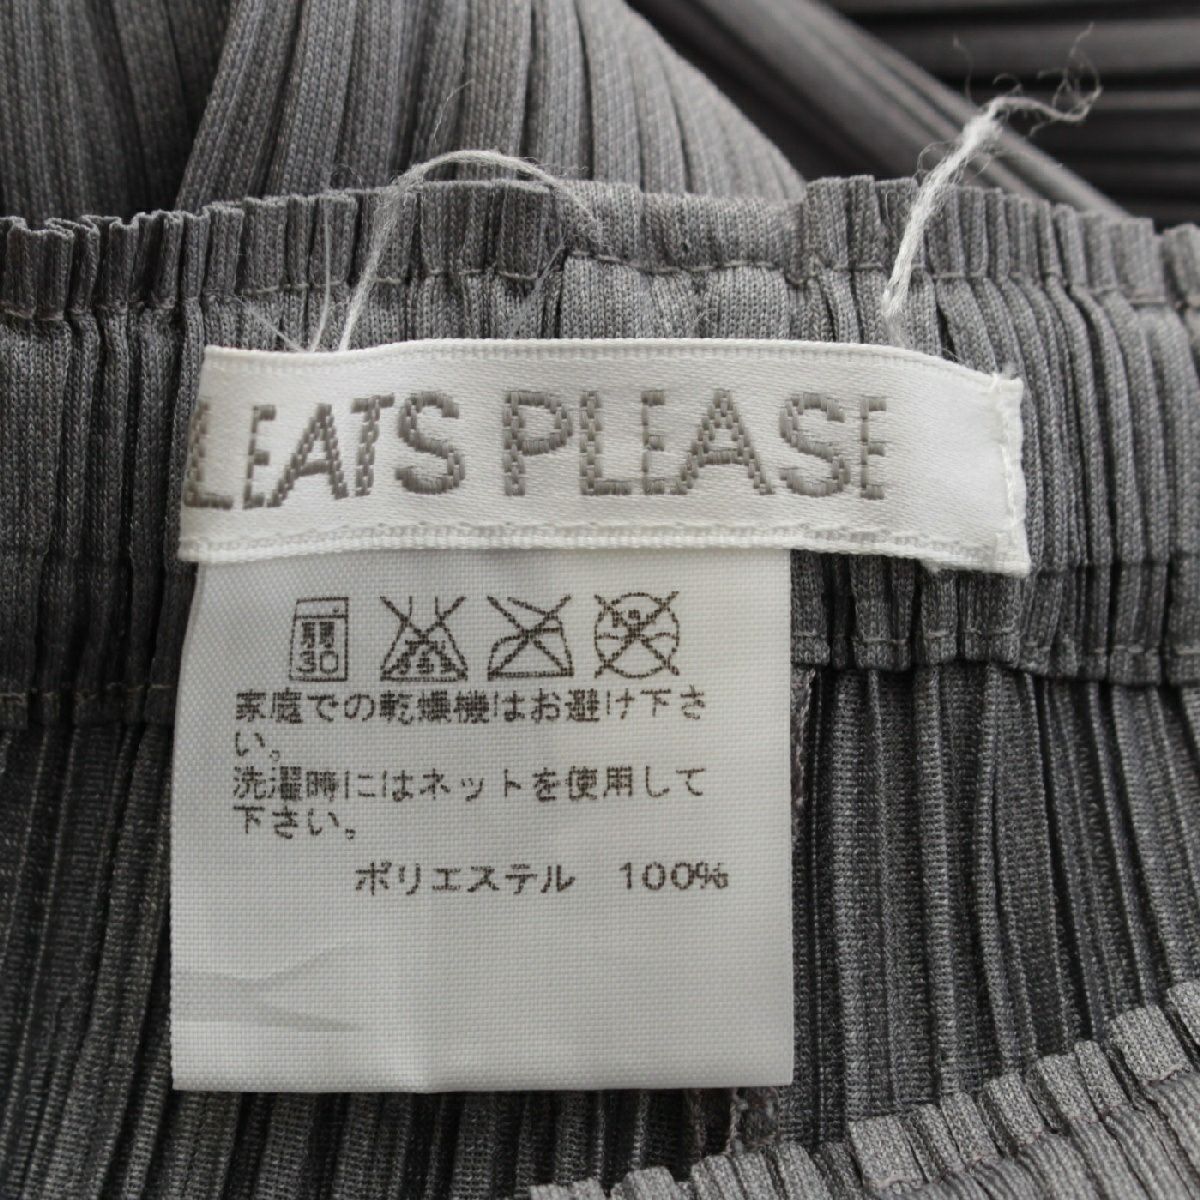 LEATS PLEASE
弱 30
家庭での乾燥機はお避け下さ
い。
洗濯時にはネットを使用して
下さい。
ポリエステル 100%